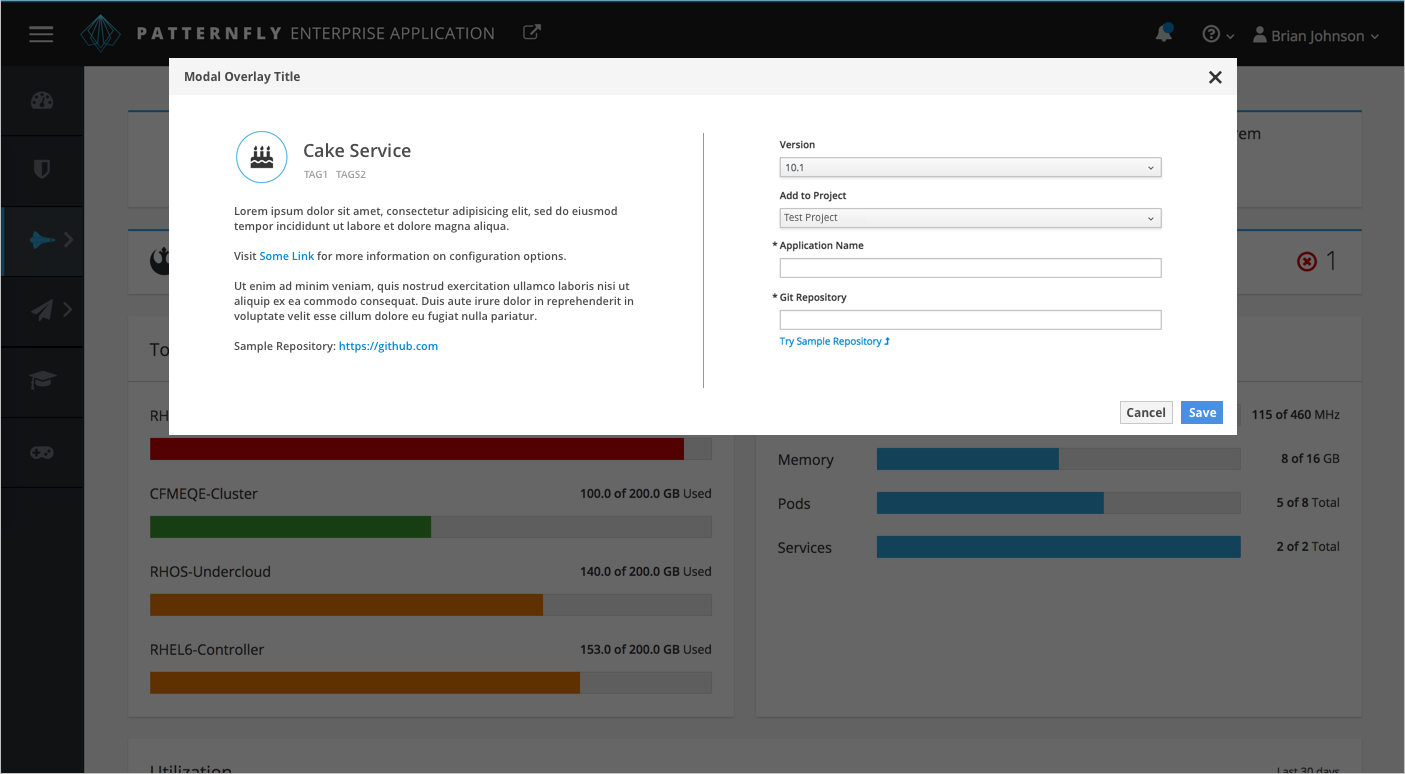 PATTERNFLY ENTERPRISE APPLICATION
Brian Johnson
Modal Overlay Title
Cake Service
TAG1 TAGS2
Lorem ipsum dolor sit amet, consectetur adipisicing elit, sed do eiusmod
tempor incididunt ut labore et dolore magna aliqua.
Visit Some Link for more information on configuration options.
Ut enim ad minim veniam, quis nostrud exercitation ullamco laboris nisi ut
aliquip ex ea commodo consequat. Duis aute irure dolor in reprehenderit in
voluptate velit esse cillum dolore eu fugiat nulla pariatur.
Sample Repository: https://github.com
Version
10.1
Add to Project
Test Project
* Application Name
* Git Repository
Try Sample Repository
Cancel
Save
1
115 of 460 MHz
CFMEQE-Cluster
100.0 of 200.0 GB Used
RHOS-Undercloud
140.0 of 200.0 GB Used
RHEL6-Controller
153.0 of 200.0 GB Used
Memory
8 of 16 GB
Pods
5 of 8 Total
Services
2 of 2 Total
Utilization
Last 30 days